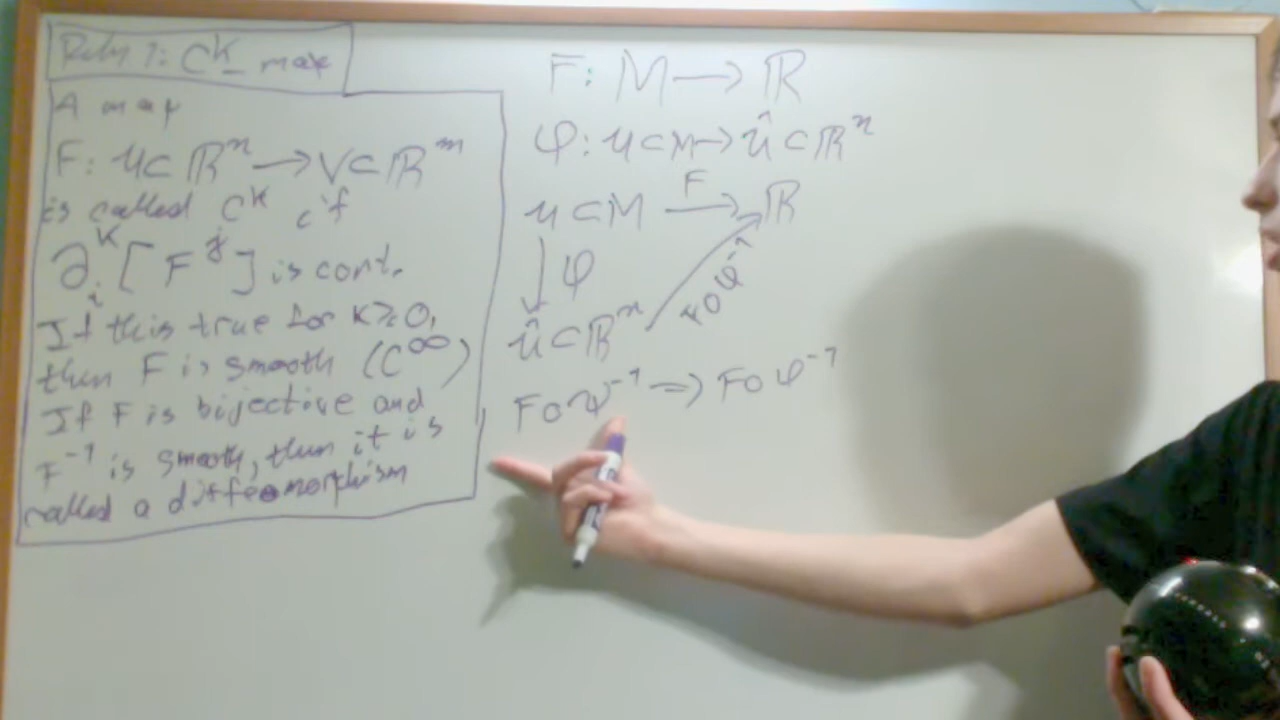 Defn 1: C^k - map
A map
F: U⊂ℝ^n → V⊂ℝ^m
is called C^k if
∂_i^k [F^j] is cont.
If this true for k≥0,
then F is smooth (C^∞)
If F is bijective and
F^-1 is smooth, then it is
called a diffeomorphism
F: M → ℝ
φ: U⊂M → Û⊂ℝ^n
U⊂M →^F ℝ
↓φ
F∘φ^-1
Û⊂ℝ^n
F∘ψ^-1 ⇒ F∘φ^-1